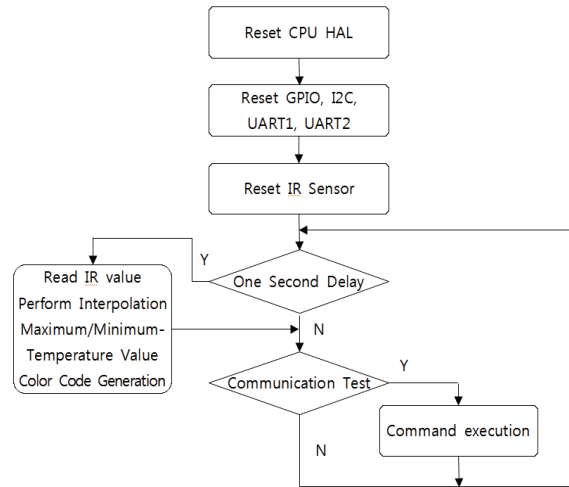 Reset CPU HAL
Reset GPIO, I2C,
UART1, UART2
Reset IR Sensor
Y
One Second Delay
Read IR value
Perform Interpolation
Maximum/Minimum-
Temperature Value
Color Code Generation
N
Communication Test
Y
Command execution
N